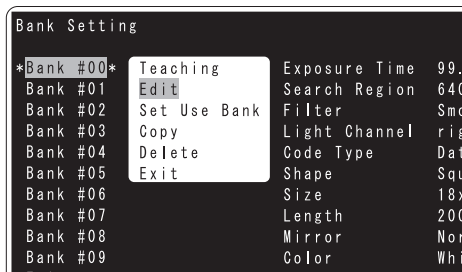 Bank Setting
*Bank #00* Teaching Exposure Time 99.
Bank #01 Edit Search Region 640
Bank #02 Set Use Bank Filter Smo
Bank #03 Copy Light Channel rig
Bank #04 Delete Code Type Dat
Bank #05 Exit Shape Squ
Bank #06 Size 18x
Bank #07 Length 200
Bank #08 Mirror Nor
Bank #09 Color Whi